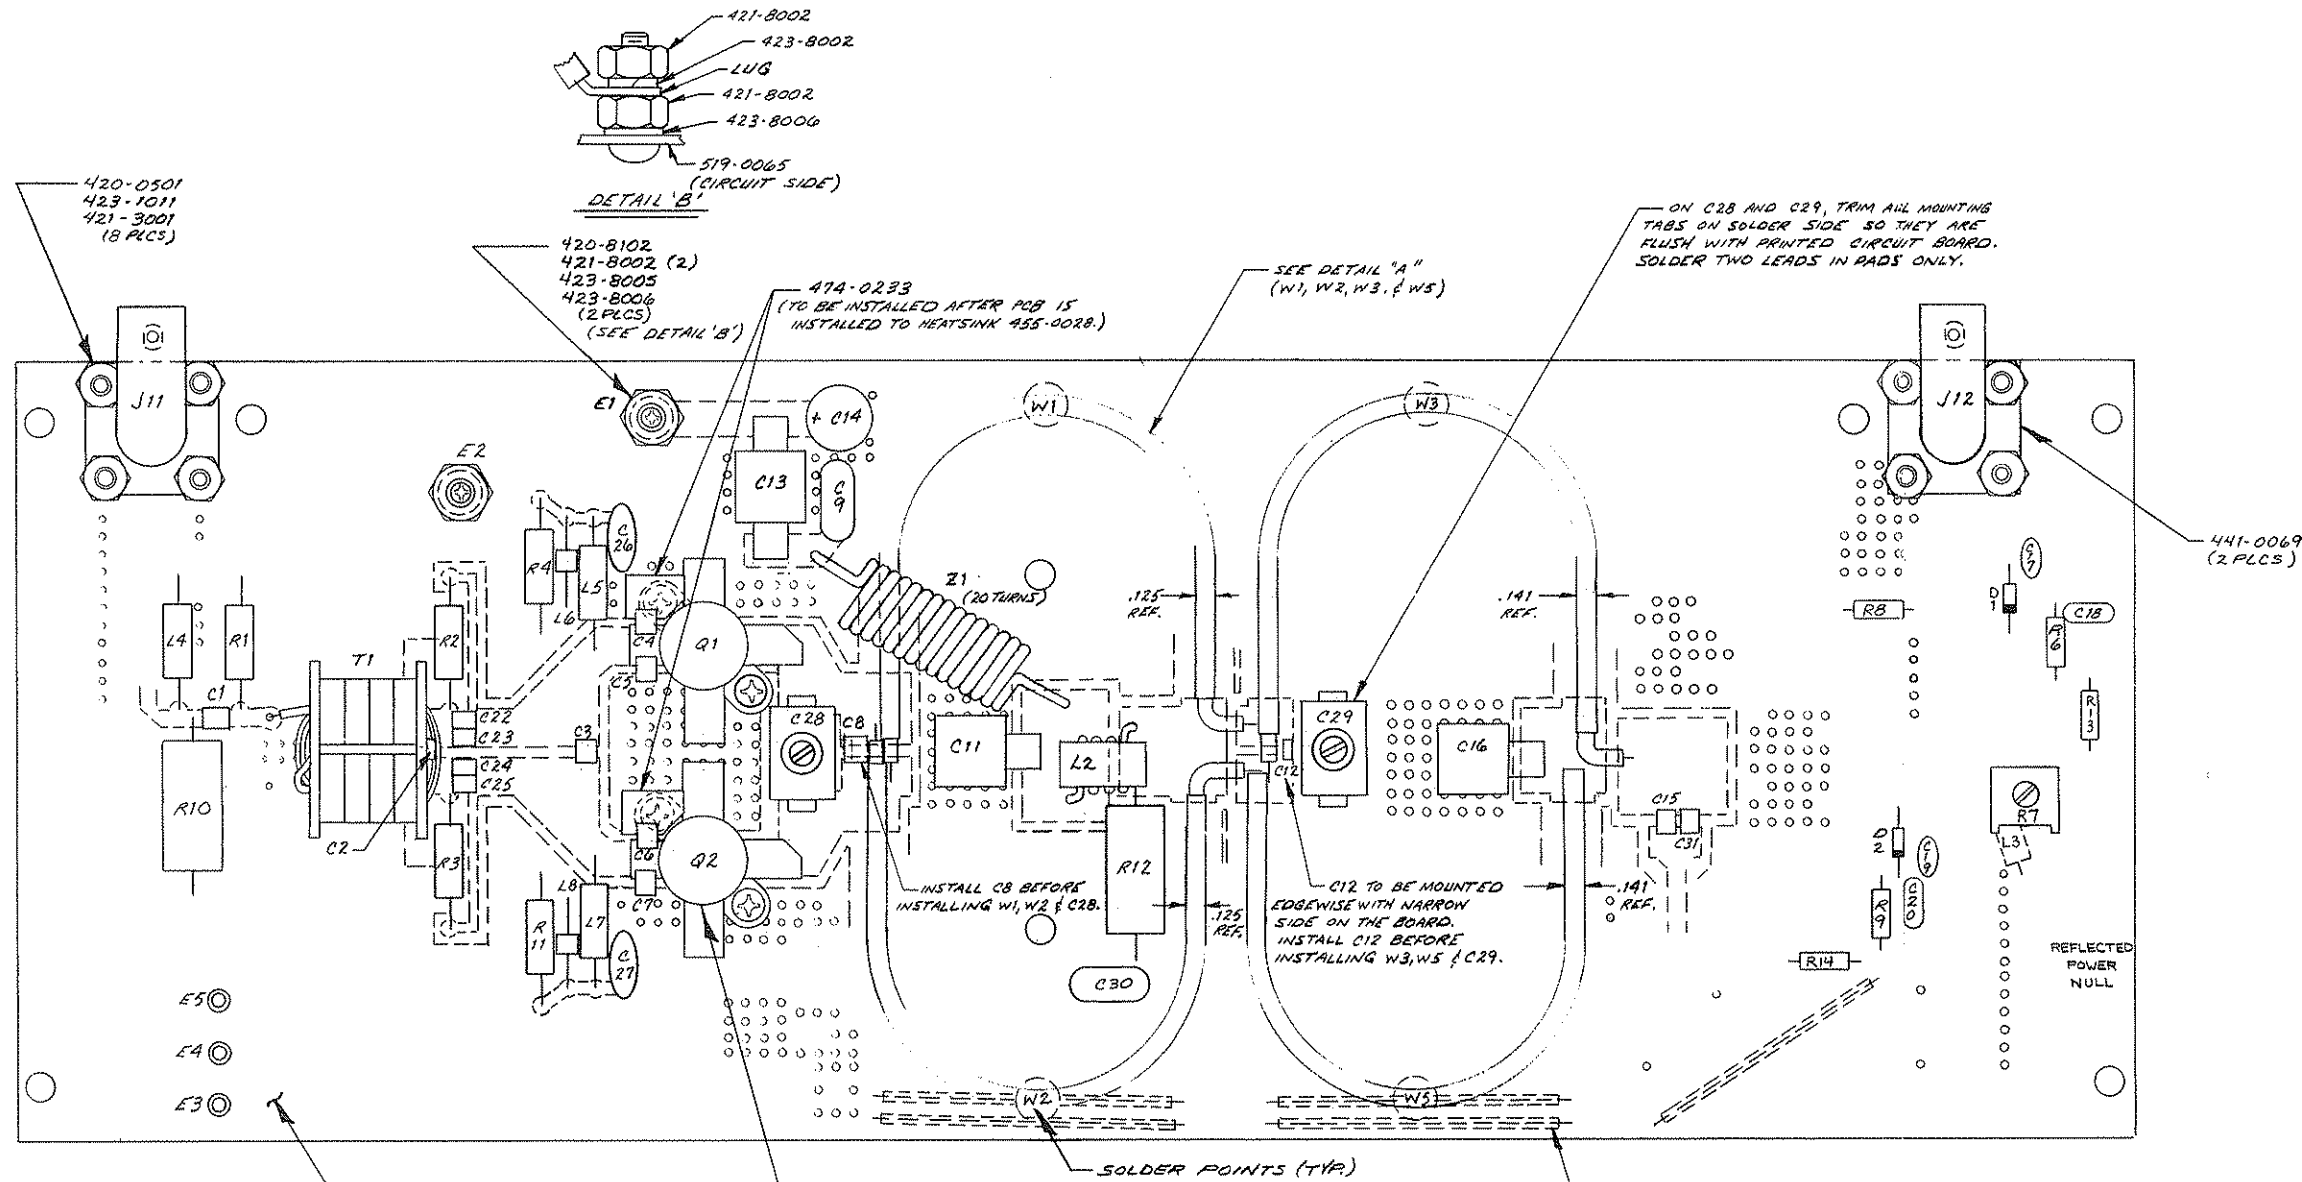 421-8002
423-8002
LUG
421-8002
423-8006
519-0065
(CIRCUIT SIDE)
DETAIL 'B'
420-0501
423-1011
421-3001
(8 PLCS)
420-8102
421-8002 (2)
423-8005
423-8006
(2 PLCS)
(SEE DETAIL 'B')
474-0233
(TO BE INSTALLED AFTER PCB IS
INSTALLED TO HEATSINK 455-0028.)
SEE DETAIL "A"
(W1, W2, W3, & W5)
ON C28 AND C29, TRIM ALL MOUNTING
TABS ON SOLDER SIDE SO THEY ARE
FLUSH WITH PRINTED CIRCUIT BOARD.
SOLDER TWO LEADS IN PADS ONLY.
J11
E1
+ C14
W1
W3
J12
E2
C13
C
9
441-0069
(2 PLCS)
R4
L6
L5
C
26
Z1
(20 TURNS)
.125
REF.
.141
REF.
C17
D
1
R8
R6
C18
L4
R1
R2
C4
Q1
C5
T1
C1
C22
C23
C3
C24
C25
C28
C8
C11
L2
C29
C12
C16
R13
R10
C2
R3
C6
Q2
C7
R12
C15
C31
R7
L3
D
2
C19
C20
R9
INSTALL C8 BEFORE
INSTALLING W1, W2 & C28.
.125
REF.
C12 TO BE MOUNTED
EDGEWISE WITH NARROW
SIDE ON THE BOARD.
INSTALL C12 BEFORE
INSTALLING W3, W5 & C29.
.141
REF.
L8
L7
R
11
C
27
C30
R14
REFLECTED
POWER
NULL
E5
E4
E3
W2
W5
SOLDER POINTS (TYP.)